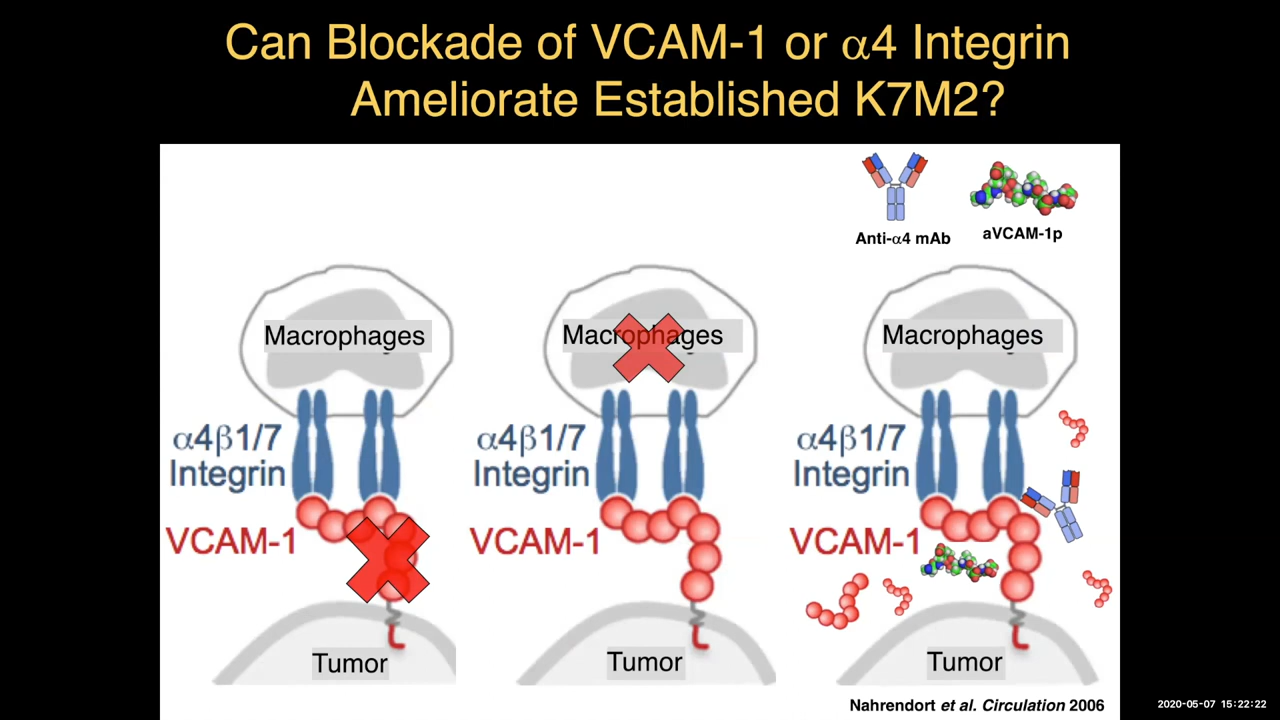 Can Blockade of VCAM-1 or α4 Integrin
Ameliorate Established K7M2?
Anti-α4 mAb
aVCAM-1p
Macrophages
Macrophages
Macrophages
α4β1/7
Integrin
α4β1/7
Integrin
α4β1/7
Integrin
VCAM-1
VCAM-1
VCAM-1
Tumor
Tumor
Tumor
Nahrendort et al. Circulation 2006
2020-05-07 15:22:22